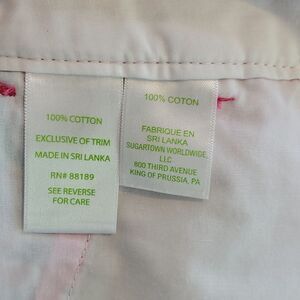 100% COTTON
EXCLUSIVE OF TRIM
MADE IN SRI LANKA
RN# 88189
SEE REVERSE
FOR CARE
100% COTON
FABRIQUE EN
SRI LANKA
SUGARTOWN WORLDWIDE
LLC
800 THIRD AVENUE
KING OF PRUSSIA, PA